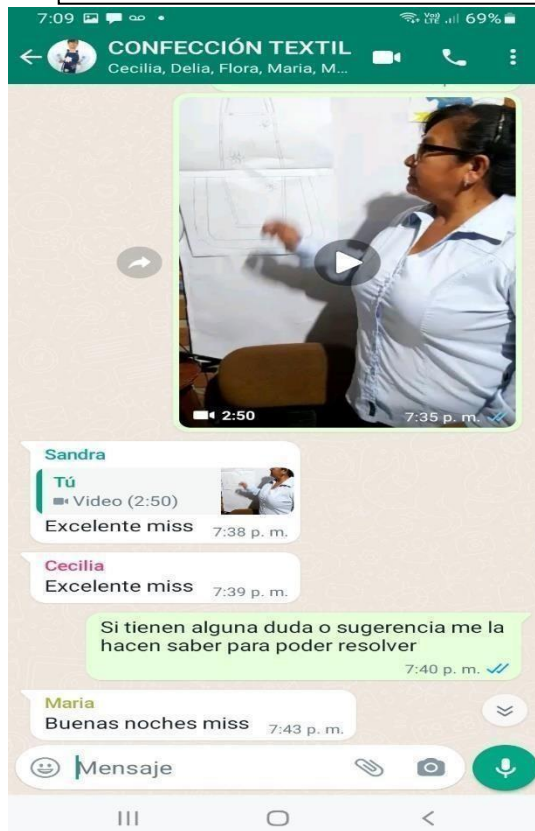 7:09 69%
CONFECCIÓN TEXTIL
Cecilia, Delia, Flora, Maria, M...
2:50 7:35 p. m.
Sandra
Tú
Video (2:50)
Excelente miss 7:38 p. m.
Cecilia
Excelente miss 7:39 p. m.
Si tienen alguna duda o sugerencia me la
hacen saber para poder resolver
7:40 p. m.
Maria
Buenas noches miss 7:43 p. m.
Mensaje